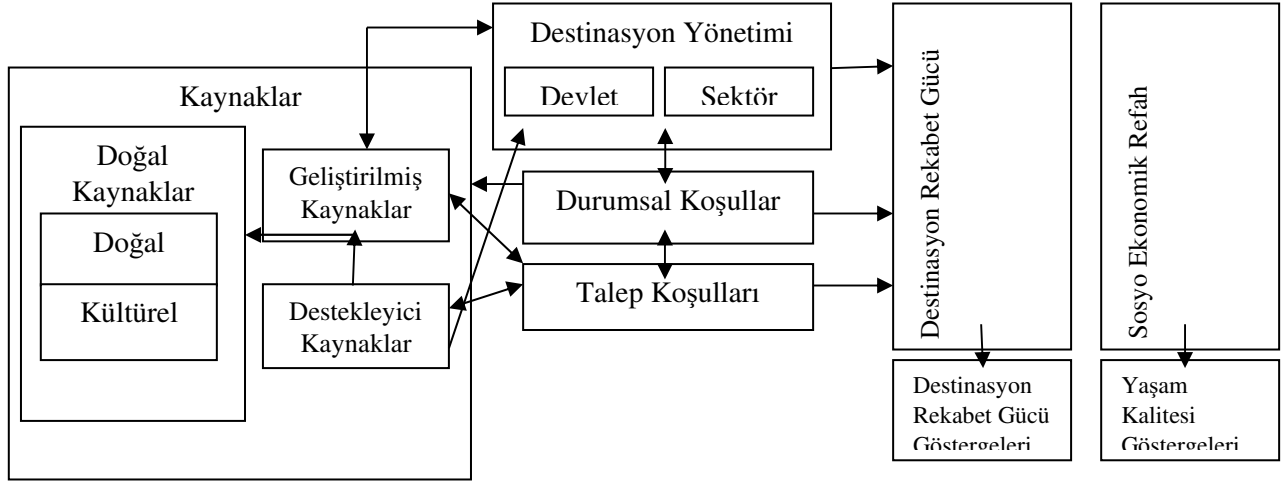 Destinasyon Yönetimi
Devlet
Sektör
Kaynaklar
Doğal
Kaynaklar
Doğal
Kültürel
Geliştirilmiş
Kaynaklar
Destekleyici
Kaynaklar
Durumsal Koşullar
Talep Koşulları
Destinasyon Rekabet Gücü
Sosyo Ekonomik Refah
Destinasyon
Rekabet Gücü
Göstergeleri
Yaşam
Kalitesi
Göstergeleri